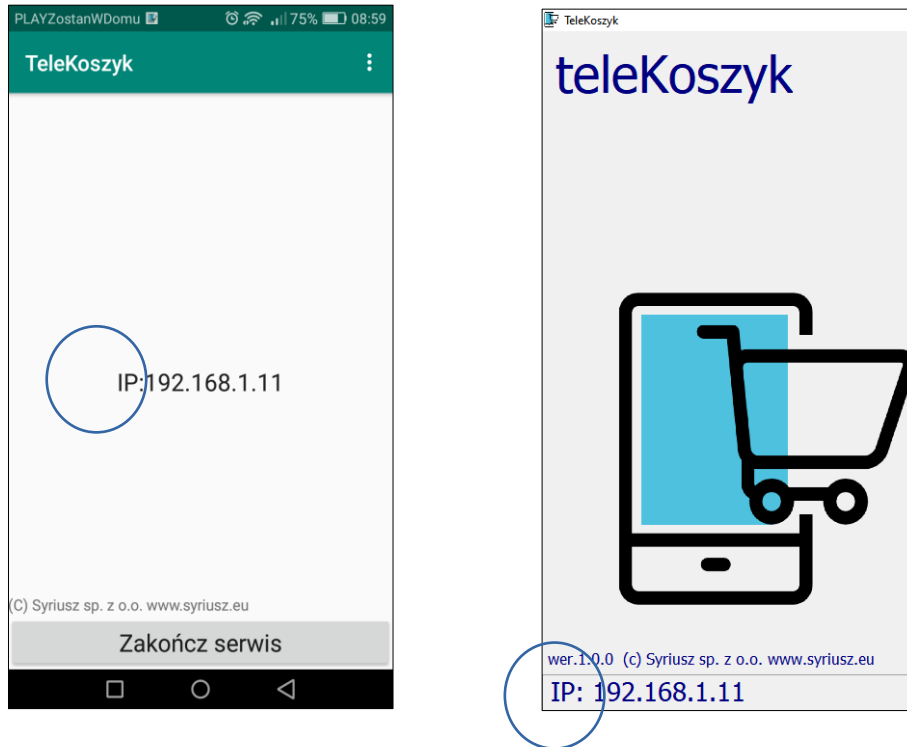 PLAYZostanWDomu 75% 08:59
TeleKoszyk
IP:192.168.1.11
(C) Syriusz sp. z o.o. www.syriusz.eu
Zakończ serwis
TeleKoszyk
teleKoszyk
wer.1.0.0 (c) Syriusz sp. z o.o. www.syriusz.eu
IP: 192.168.1.11